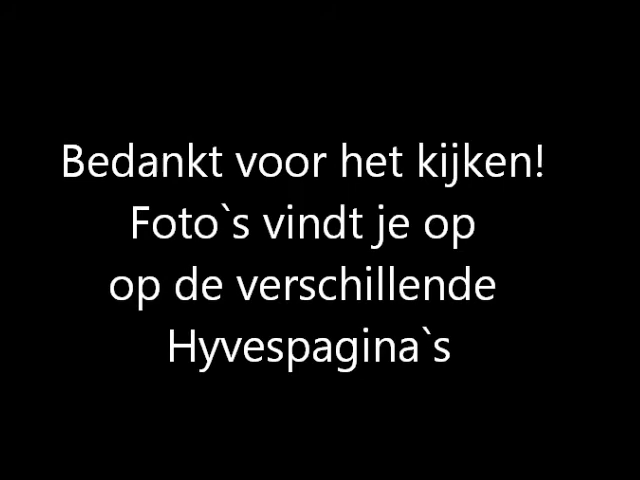 Bedankt voor het kijken!
Foto`s vindt je op
op de verschillende
Hyvespagina`s